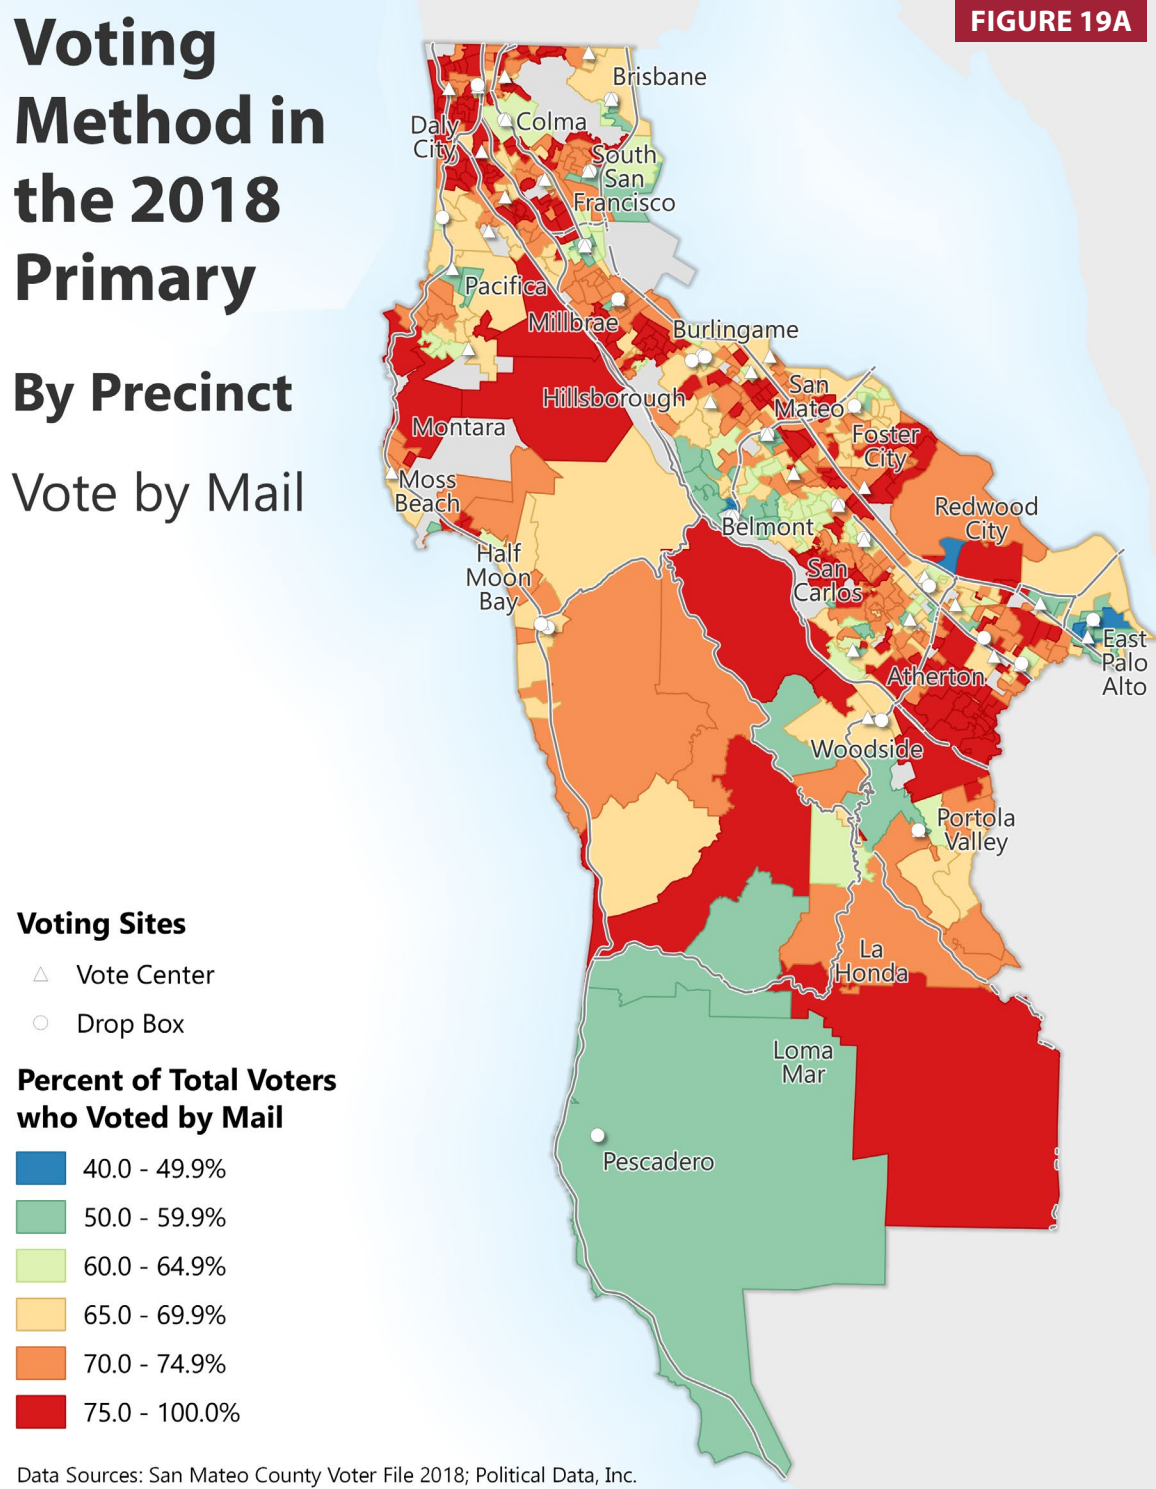 FIGURE 19A
Voting
Method in
the 2018
Primary
By Precinct
Vote by Mail
Brisbane
Daly
City
Colma
South
San
Francisco
Pacifica
Millbrae
Burlingame
Hillsborough
San
Mateo
Montara
Foster
City
Moss
Beach
Redwood
City
Belmont
Half
Moon
Bay
San
Carlos
East
Palo
Alto
Atherton
Woodside
Portola
Valley
La
Honda
Loma
Mar
Pescadero
Voting Sites
Vote Center
Drop Box
Percent of Total Voters
who Voted by Mail
40.0 - 49.9%
50.0 - 59.9%
60.0 - 64.9%
65.0 - 69.9%
70.0 - 74.9%
75.0 - 100.0%
Data Sources: San Mateo County Voter File 2018; Political Data, Inc.